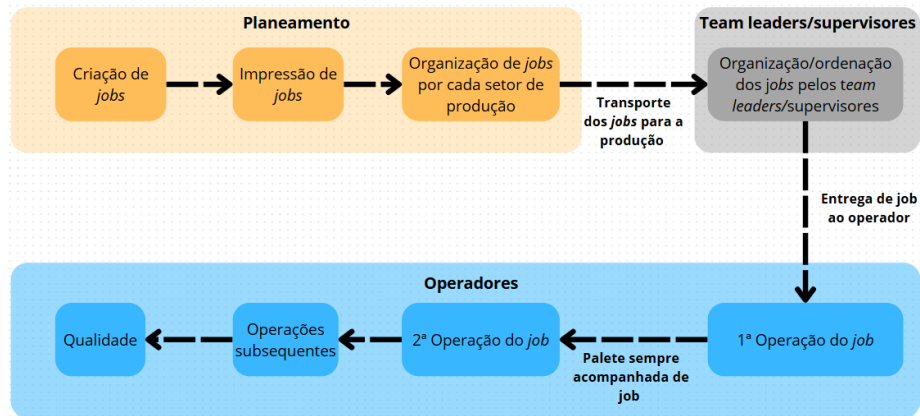 Planeamento
Criação de
jobs
Impressão de
jobs
Organização de jobs
por cada setor de
produção
Transporte
dos jobs para a
produção
Team leaders/supervisores
Organização/ordenação
dos jobs pelos team
leaders/supervisores
Entrega de job
ao operador
Operadores
1ª Operação do job
Palete sempre
acompanhada de
job
2ª Operação do job
Operações
subsequentes
Qualidade